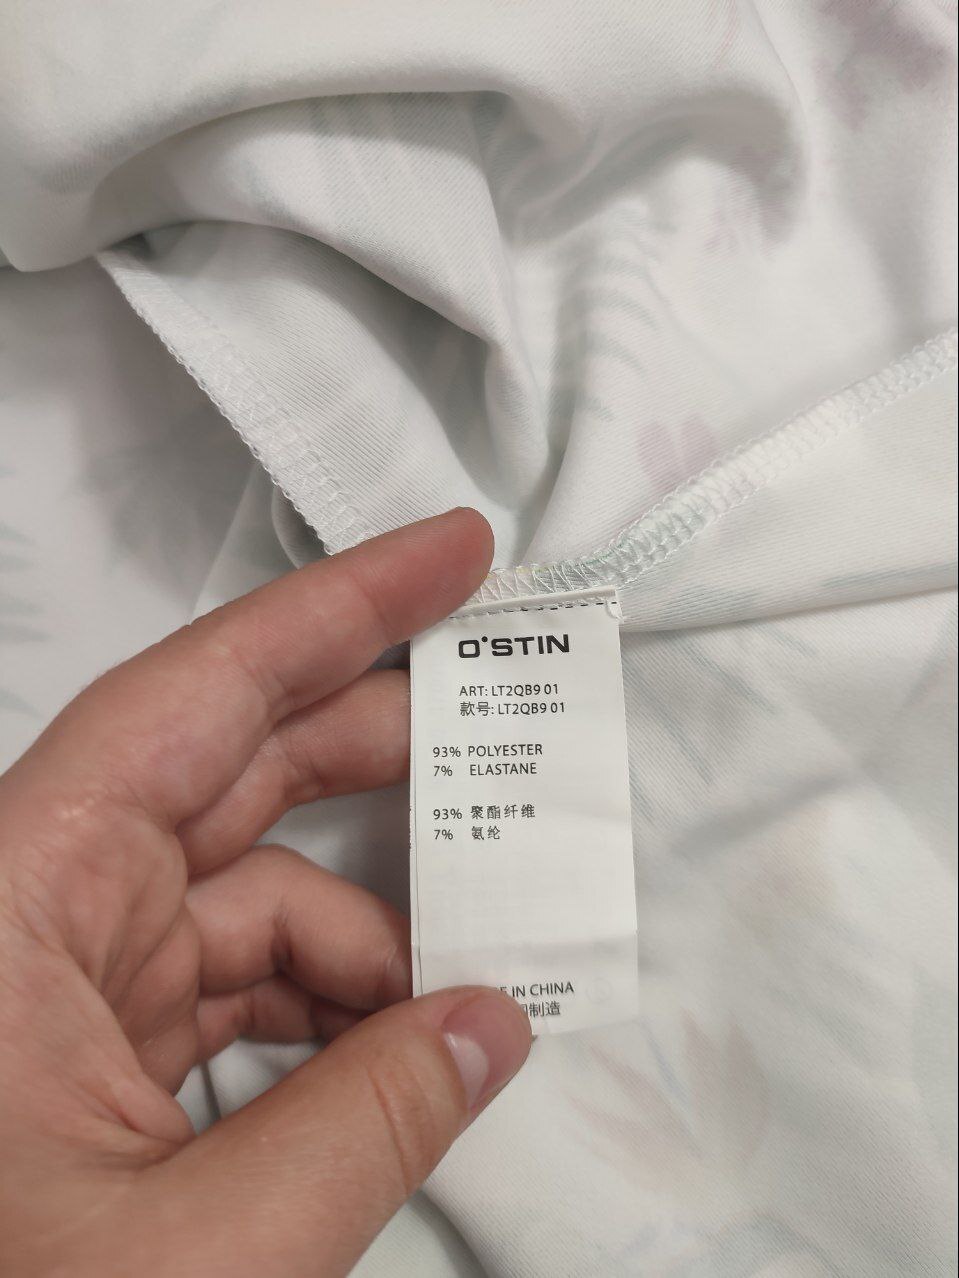 O'STIN
ART: LT2QB9 01
款号: LT2QB9 01
93% POLYESTER
7% ELASTANE
93% 聚酯纤维
7% 氨纶
IN CHINA
制造